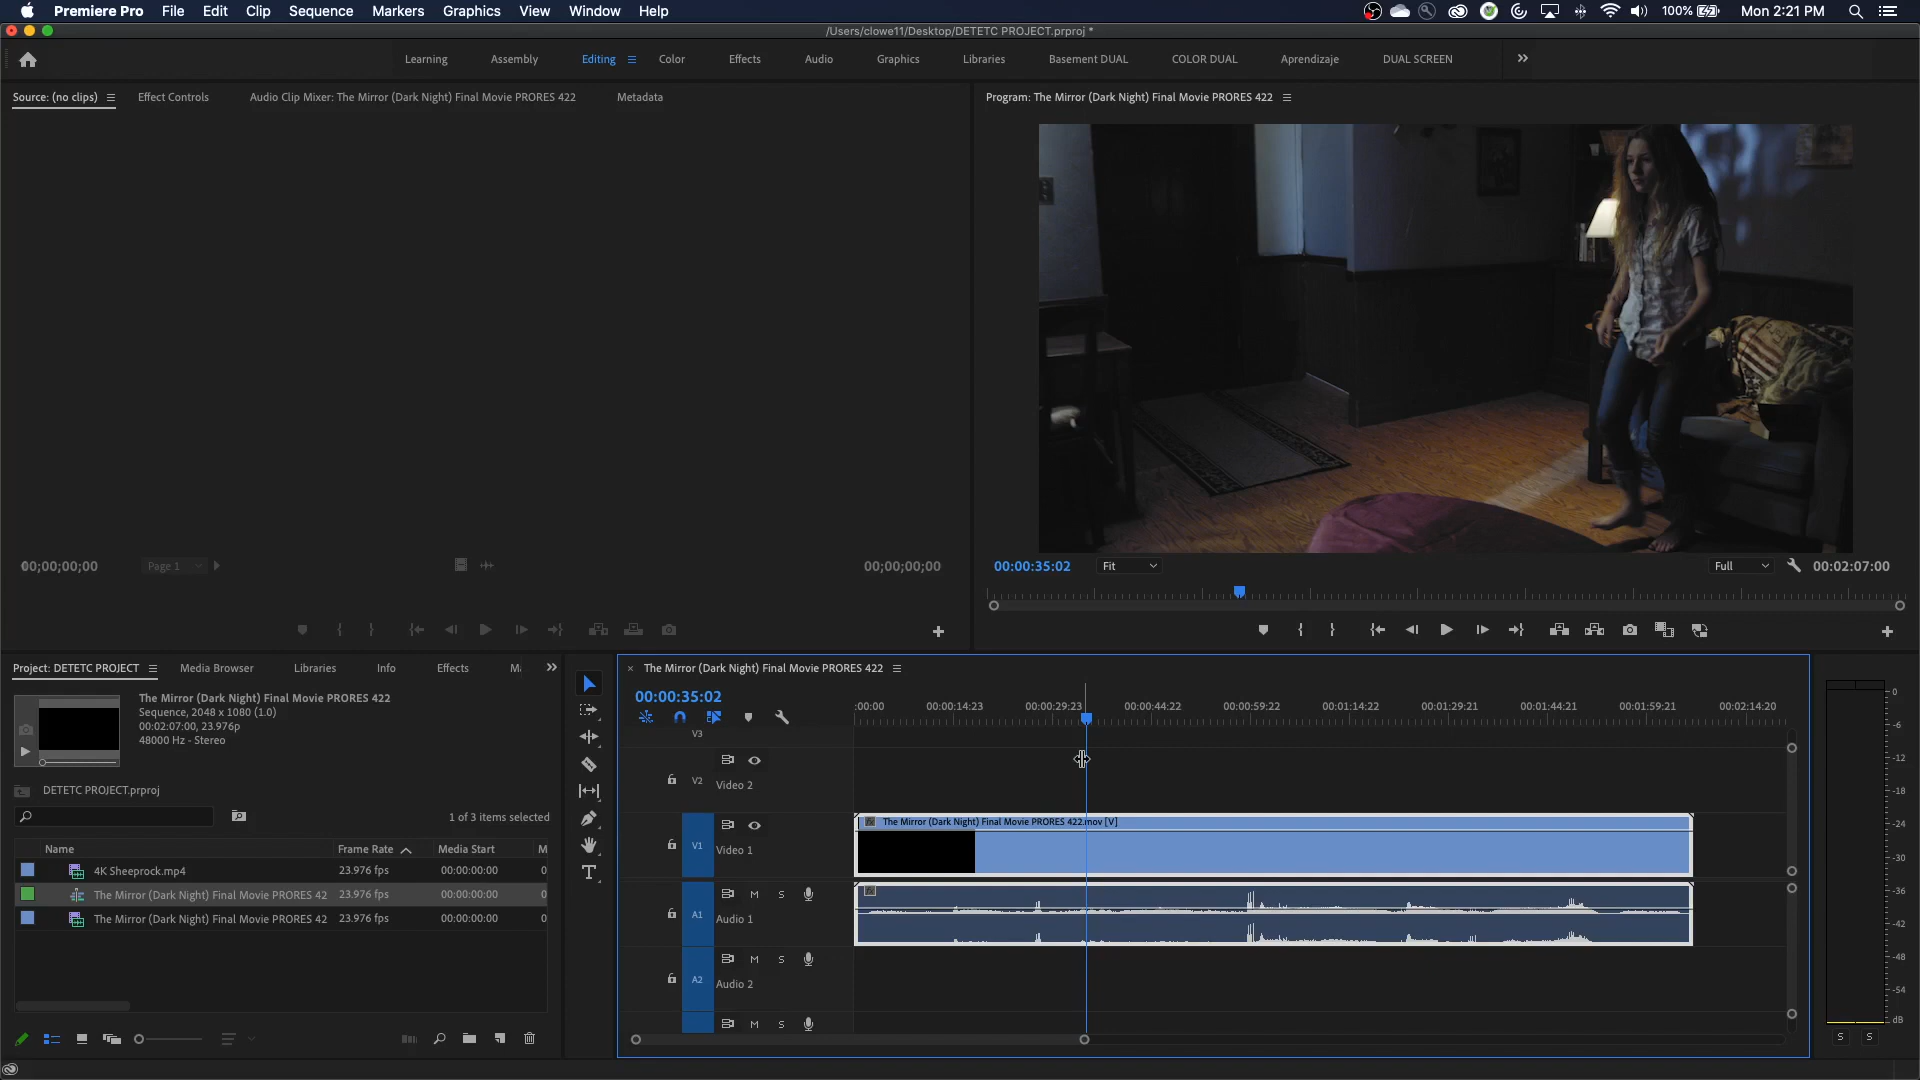 Premiere Pro File Edit Clip Sequence Markers Graphics View Window Help 100% Mon 2:21 PM
/Users/clowe11/Desktop/DETETC PROJECT.prproj *
Learning Assembly Editing Color Effects Audio Graphics Libraries Basement DUAL COLOR DUAL Aprendizaje DUAL SCREEN
Source: (no clips) Effect Controls Audio Clip Mixer: The Mirror (Dark Night) Final Movie PRORES 422 Metadata
Program: The Mirror (Dark Night) Final Movie PRORES 422
00;00;00;00 Page 1 00;00;00;00
00:00:35:02 Fit Full 00:02:07:00
Project: DETETC PROJECT Media Browser Libraries Info Effects
The Mirror (Dark Night) Final Movie PRORES 422
Sequence, 2048 x 1080 (1.0)
00:02:07:00, 23.976p
48000 Hz - Stereo
DETETC PROJECT.prproj
1 of 3 items selected
Name Frame Rate Media Start M
4K Sheeprock.mp4 23.976 fps 00:00:00:00 0
The Mirror (Dark Night) Final Movie PRORES 42 23.976 fps 00:00:00:00 0
The Mirror (Dark Night) Final Movie PRORES 42 23.976 fps 00:00:00:00 0
The Mirror (Dark Night) Final Movie PRORES 422
00:00:35:02
:00:00 00:00:14:23 00:00:29:23 00:00:44:22 00:00:59:22 00:01:14:22 00:01:29:21 00:01:44:21 00:01:59:21 00:02:14:20
V3
V2 Video 2
The Mirror (Dark Night) Final Movie PRORES 422.mov [V]
V1 Video 1
M S
A1 Audio 1
M S
A2 Audio 2
M S
0
-6
-12
-18
-24
-30
-36
-42
-48
-54
dB
S S